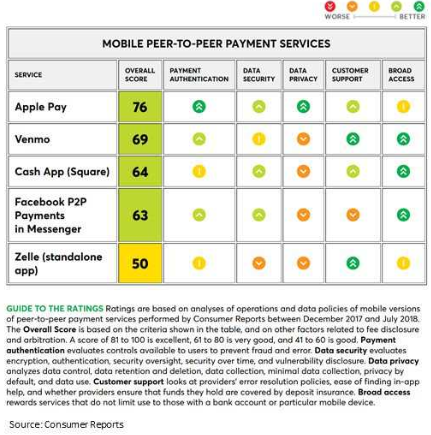 WORSE BETTER
MOBILE PEER-TO-PEER PAYMENT SERVICES
SERVICE OVERALL SCORE PAYMENT AUTHENTICATION DATA SECURITY DATA PRIVACY CUSTOMER SUPPORT BROAD ACCESS
Apple Pay 76
Venmo 69
Cash App (Square) 64
Facebook P2P
Payments 63
in Messenger
Zelle (standalone
app) 50
GUIDE TO THE RATINGS Ratings are based on analyses of operations and data policies of mobile versions
of peer-to-peer payment services performed by Consumer Reports between December 2017 and July 2018.
The Overall Score is based on the criteria shown in the table, and on other factors related to fee disclosure
and arbitration. A score of 81 to 100 is excellent, 61 to 80 is very good, and 41 to 60 is good. Payment
authentication evaluates controls available to users to prevent fraud and error. Data security evaluates
encryption, authentication, security oversight, security over time, and vulnerability disclosure. Data privacy
analyzes data control, data retention and deletion, data collection, minimal data collection, privacy by
default, and data use. Customer support looks at providers' error resolution policies, ease of finding in-app
help, and whether providers ensure that funds they hold are covered by deposit insurance. Broad access
rewards services that do not limit use to those with a bank account or particular mobile device.
Source: Consumer Reports